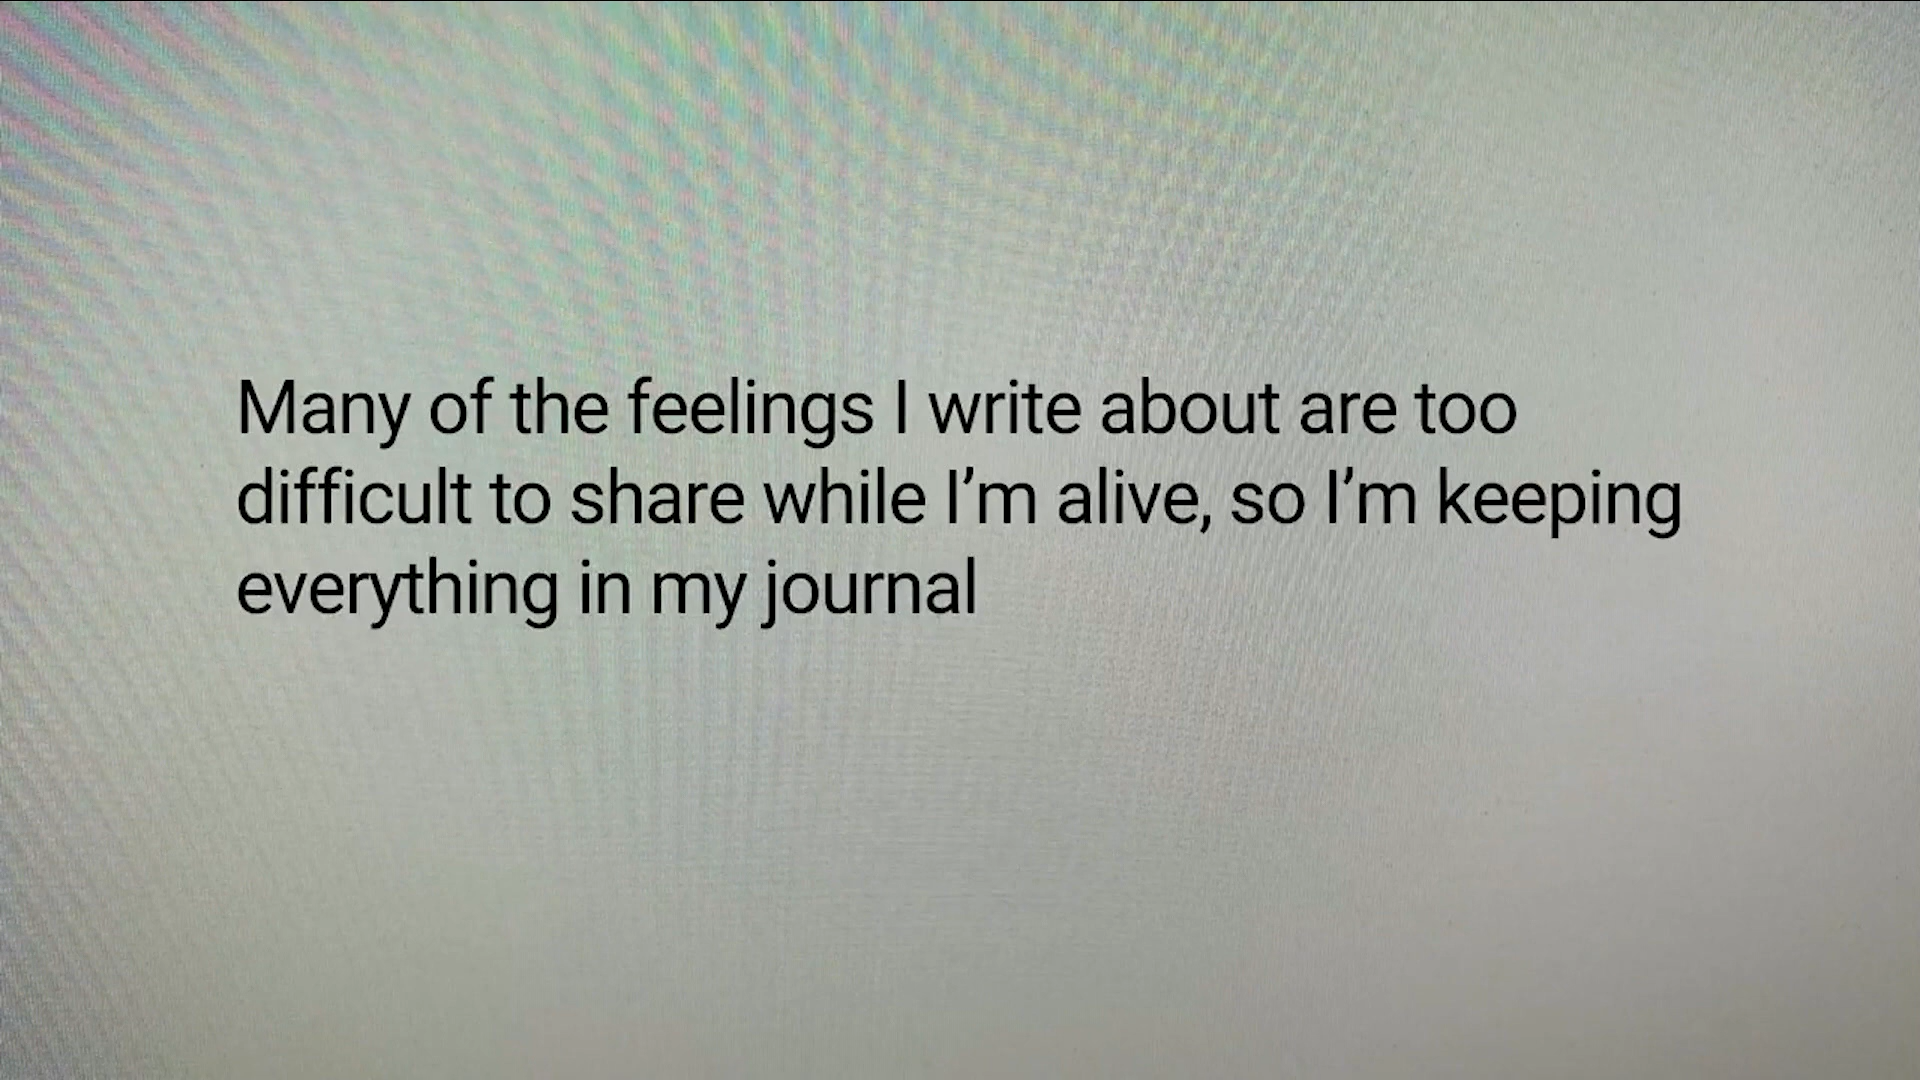 Many of the feelings I write about are too
difficult to share while I’m alive, so I’m keeping
everything in my journal